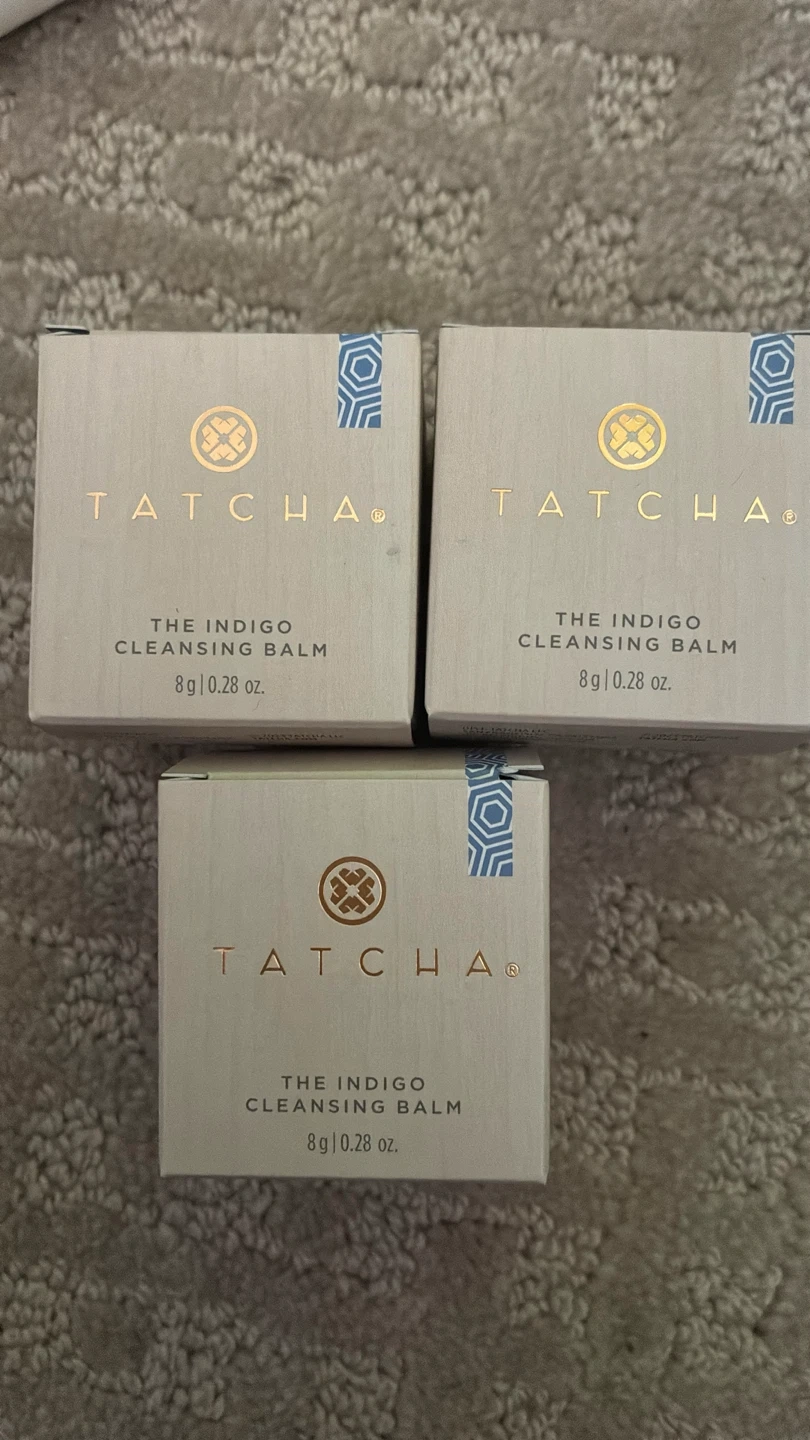 TATCHA®
THE INDIGO
CLEANSING BALM
8g|0.28 oz.
TATCHA®
THE INDIGO
CLEANSING BALM
8g|0.28 oz.
TATCHA®
THE INDIGO
CLEANSING BALM
8g|0.28 oz.